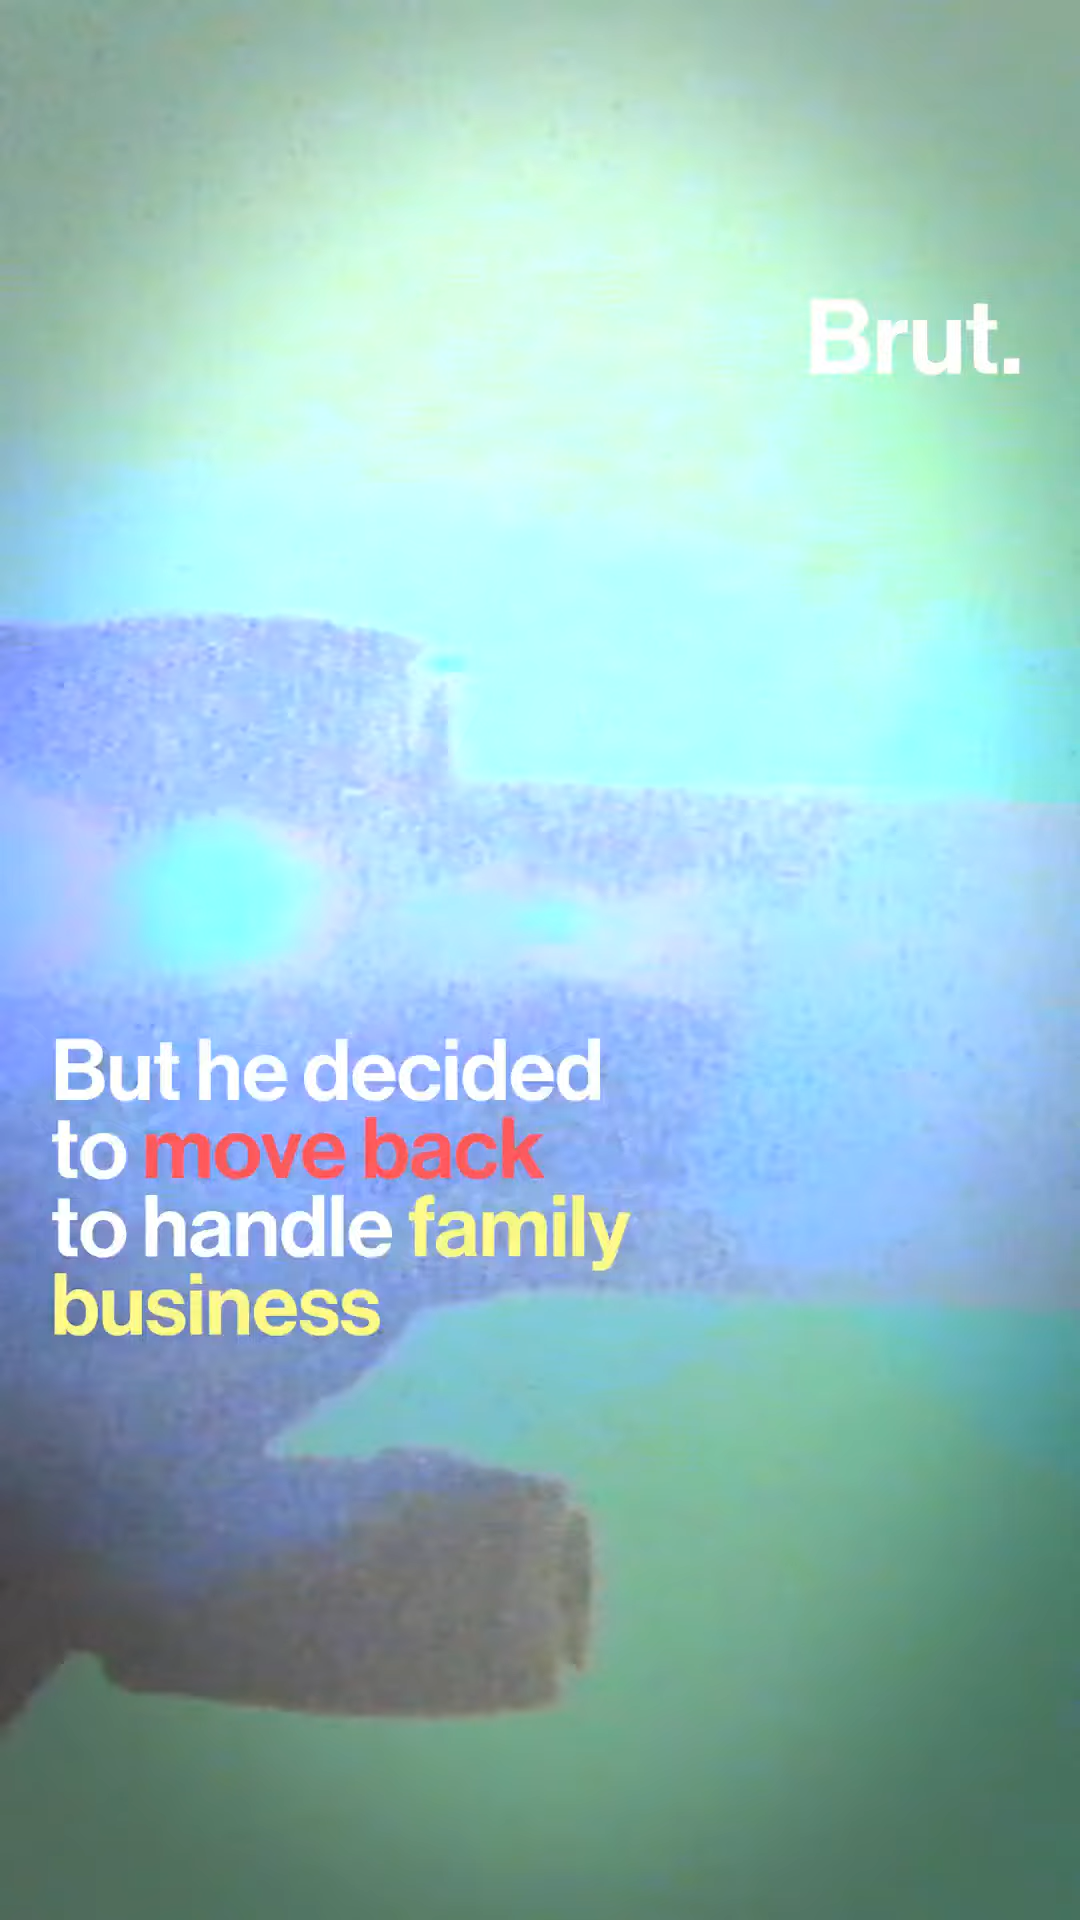 Brut.
But he decided
to move back
to handle family
business